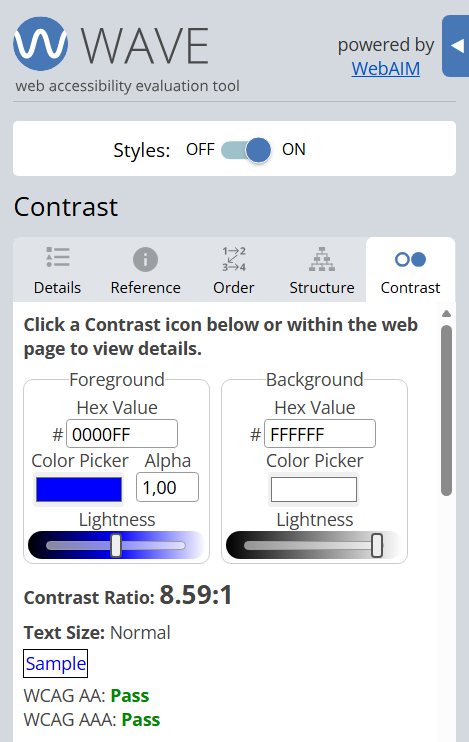 WAVE
web accessibility evaluation tool
powered by
WebAIM
Styles: OFF ON
Contrast
Details Reference 1→2 3→4 Order Structure Contrast
Click a Contrast icon below or within the web
page to view details.
Foreground Background
Hex Value Hex Value
# 0000FF # FFFFFF
Color Picker Alpha Color Picker
1,00
Lightness Lightness
Contrast Ratio: 8.59:1
Text Size: Normal
Sample
WCAG AA: Pass
WCAG AAA: Pass